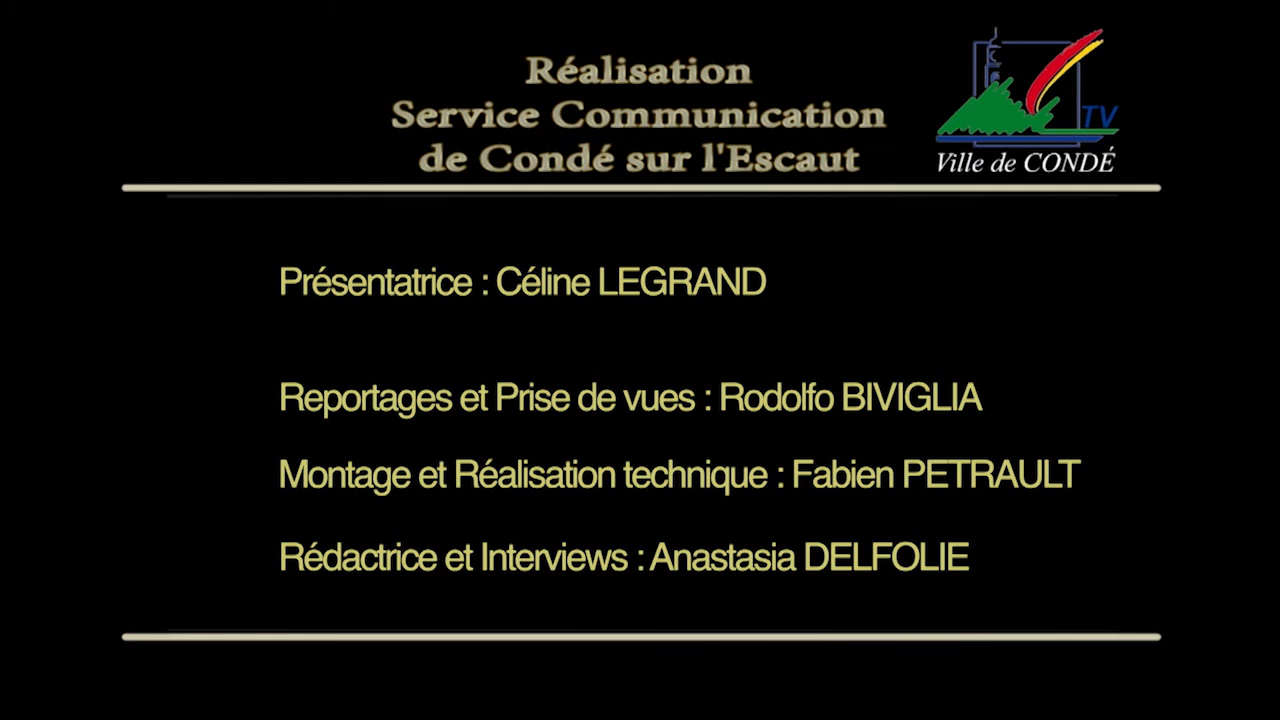 Réalisation
Service Communication
de Condé sur l'Escaut
TV
Ville de CONDÉ
Présentatrice : Céline LEGRAND
Reportages et Prise de vues : Rodolfo BIVIGLIA
Montage et Réalisation technique : Fabien PETRAULT
Rédactrice et Interviews : Anastasia DELFOLIE